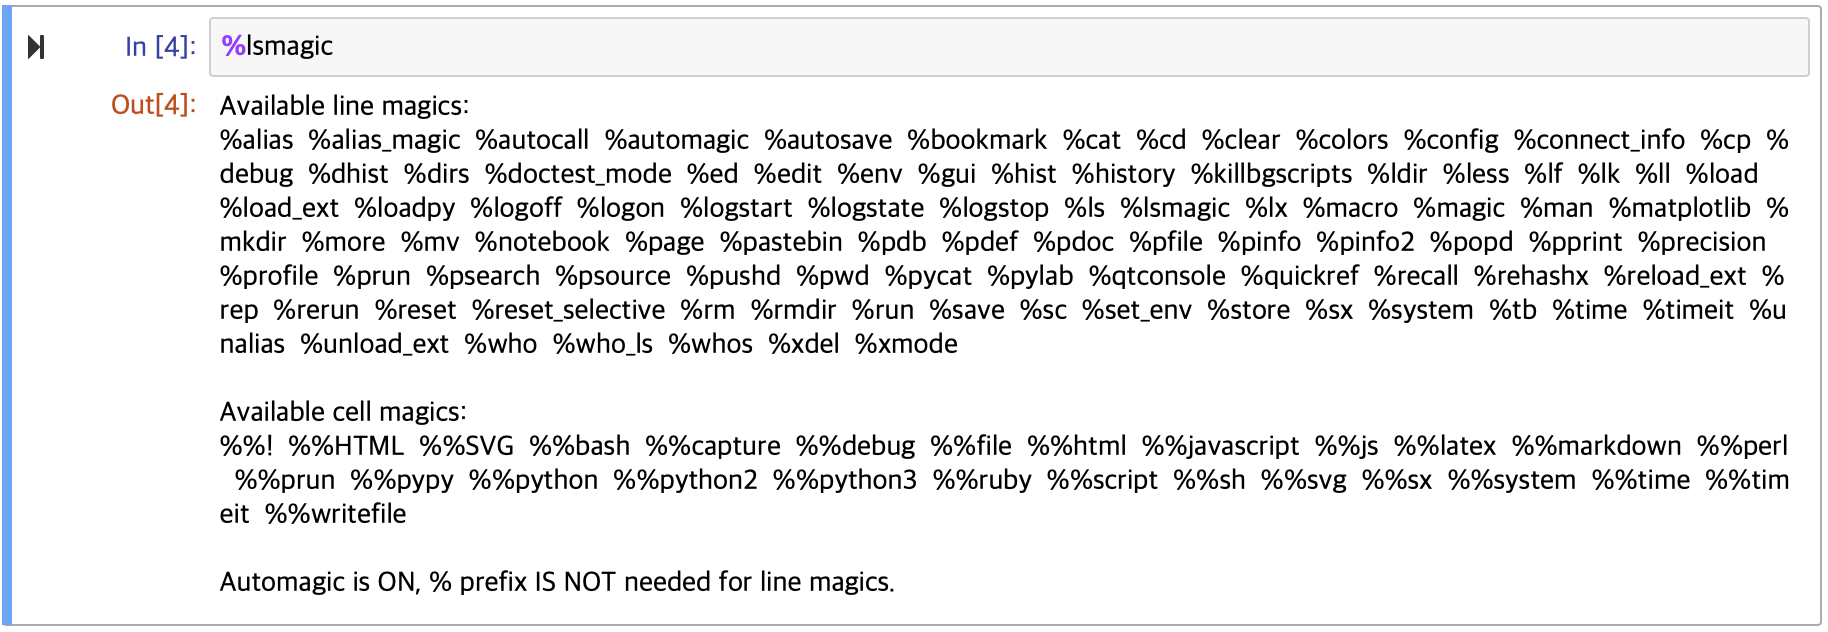 In [4]: %lsmagic
Out[4]: Available line magics:
%alias %alias_magic %autocall %automagic %autosave %bookmark %cat %cd %clear %colors %config %connect_info %cp %
debug %dhist %dirs %doctest_mode %ed %edit %env %gui %hist %history %killbgscripts %ldir %less %lf %lk %ll %load
%load_ext %loadpy %logoff %logon %logstart %logstate %logstop %ls %lsmagic %lx %macro %magic %man %matplotlib %
mkdir %more %mv %notebook %page %pastebin %pdb %pdef %pdoc %pfile %pinfo %pinfo2 %popd %pprint %precision
%profile %prun %psearch %psource %pushd %pwd %pycat %pylab %qtconsole %quickref %recall %rehashx %reload_ext %
rep %rerun %reset %reset_selective %rm %rmdir %run %save %sc %set_env %store %sx %system %tb %time %timeit %u
nalias %unload_ext %who %who_ls %whos %xdel %xmode
Available cell magics:
%%! %%HTML %%SVG %%bash %%capture %%debug %%file %%html %%javascript %%js %%latex %%markdown %%perl
%%prun %%pypy %%python %%python2 %%python3 %%ruby %%script %%sh %%svg %%sx %%system %%time %%tim
eit %%writefile
Automagic is ON, % prefix IS NOT needed for line magics.